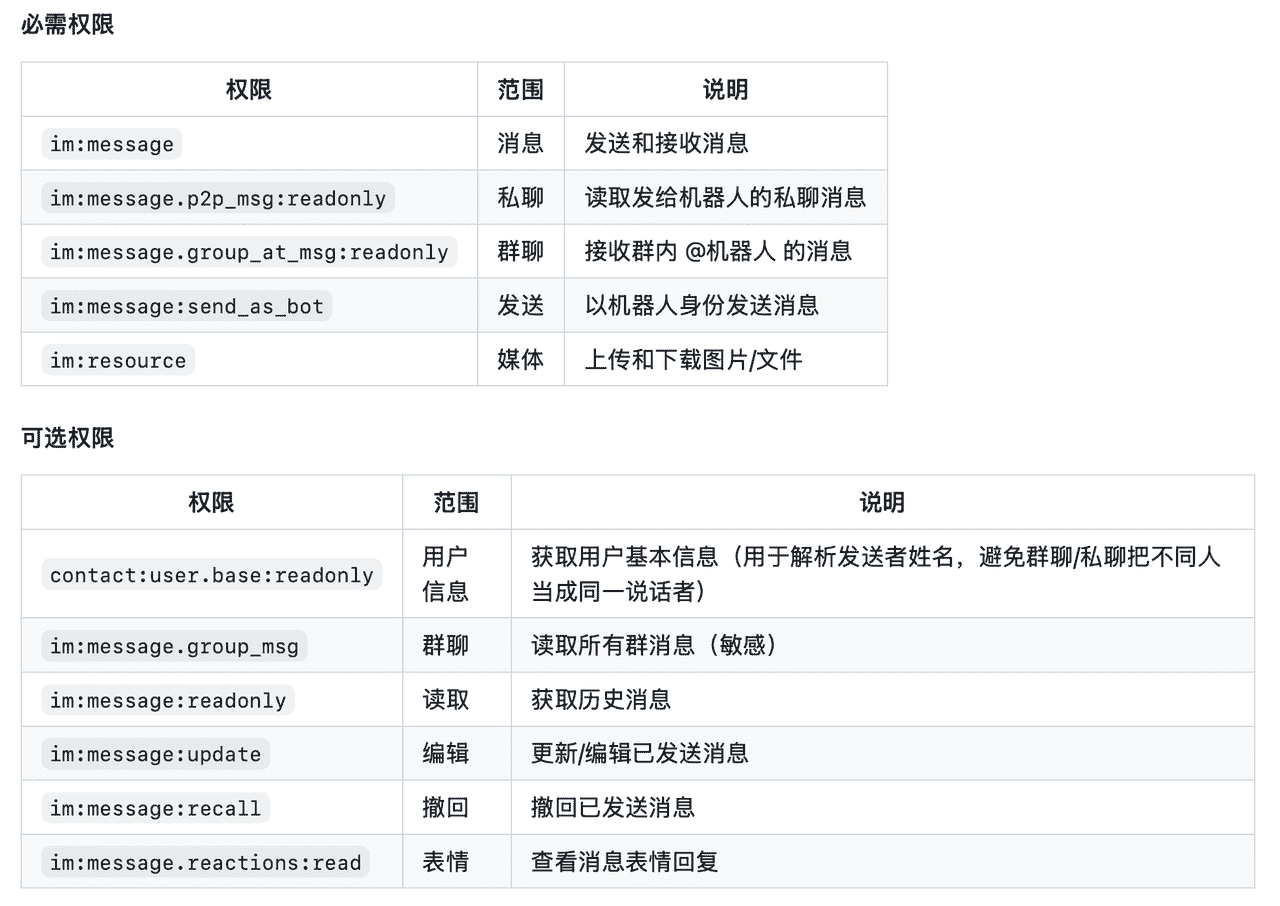 必需权限
权限 范围 说明
im:message 消息 发送和接收消息
im:message.p2p_msg:readonly 私聊 读取发给机器人的私聊消息
im:message.group_at_msg:readonly 群聊 接收群内 @机器人 的消息
im:message:send_as_bot 发送 以机器人身份发送消息
im:resource 媒体 上传和下载图片/文件
可选权限
权限 范围 说明
contact:user.base:readonly 用户 获取用户基本信息（用于解析发送者姓名，避免群聊/私聊把不同人
信息 当成同一说话者）
im:message.group_msg 群聊 读取所有群消息（敏感）
im:message:readonly 读取 获取历史消息
im:message:update 编辑 更新/编辑已发送消息
im:message:recall 撤回 撤回已发送消息
im:message.reactions:read 表情 查看消息表情回复